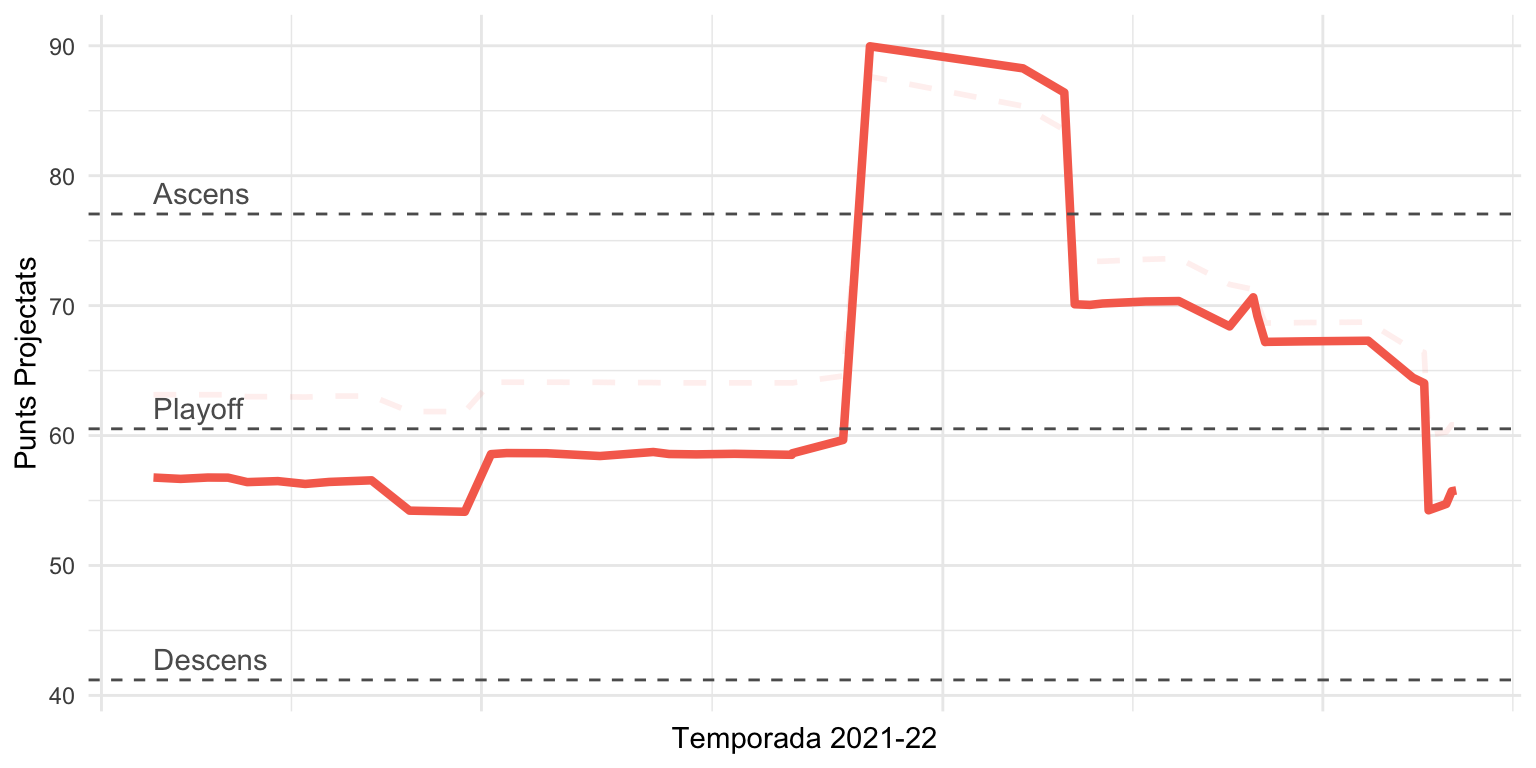 90
80
70
60
50
40
Punts Projectats
Ascens
Playoff
Descens
Temporada 2021-22